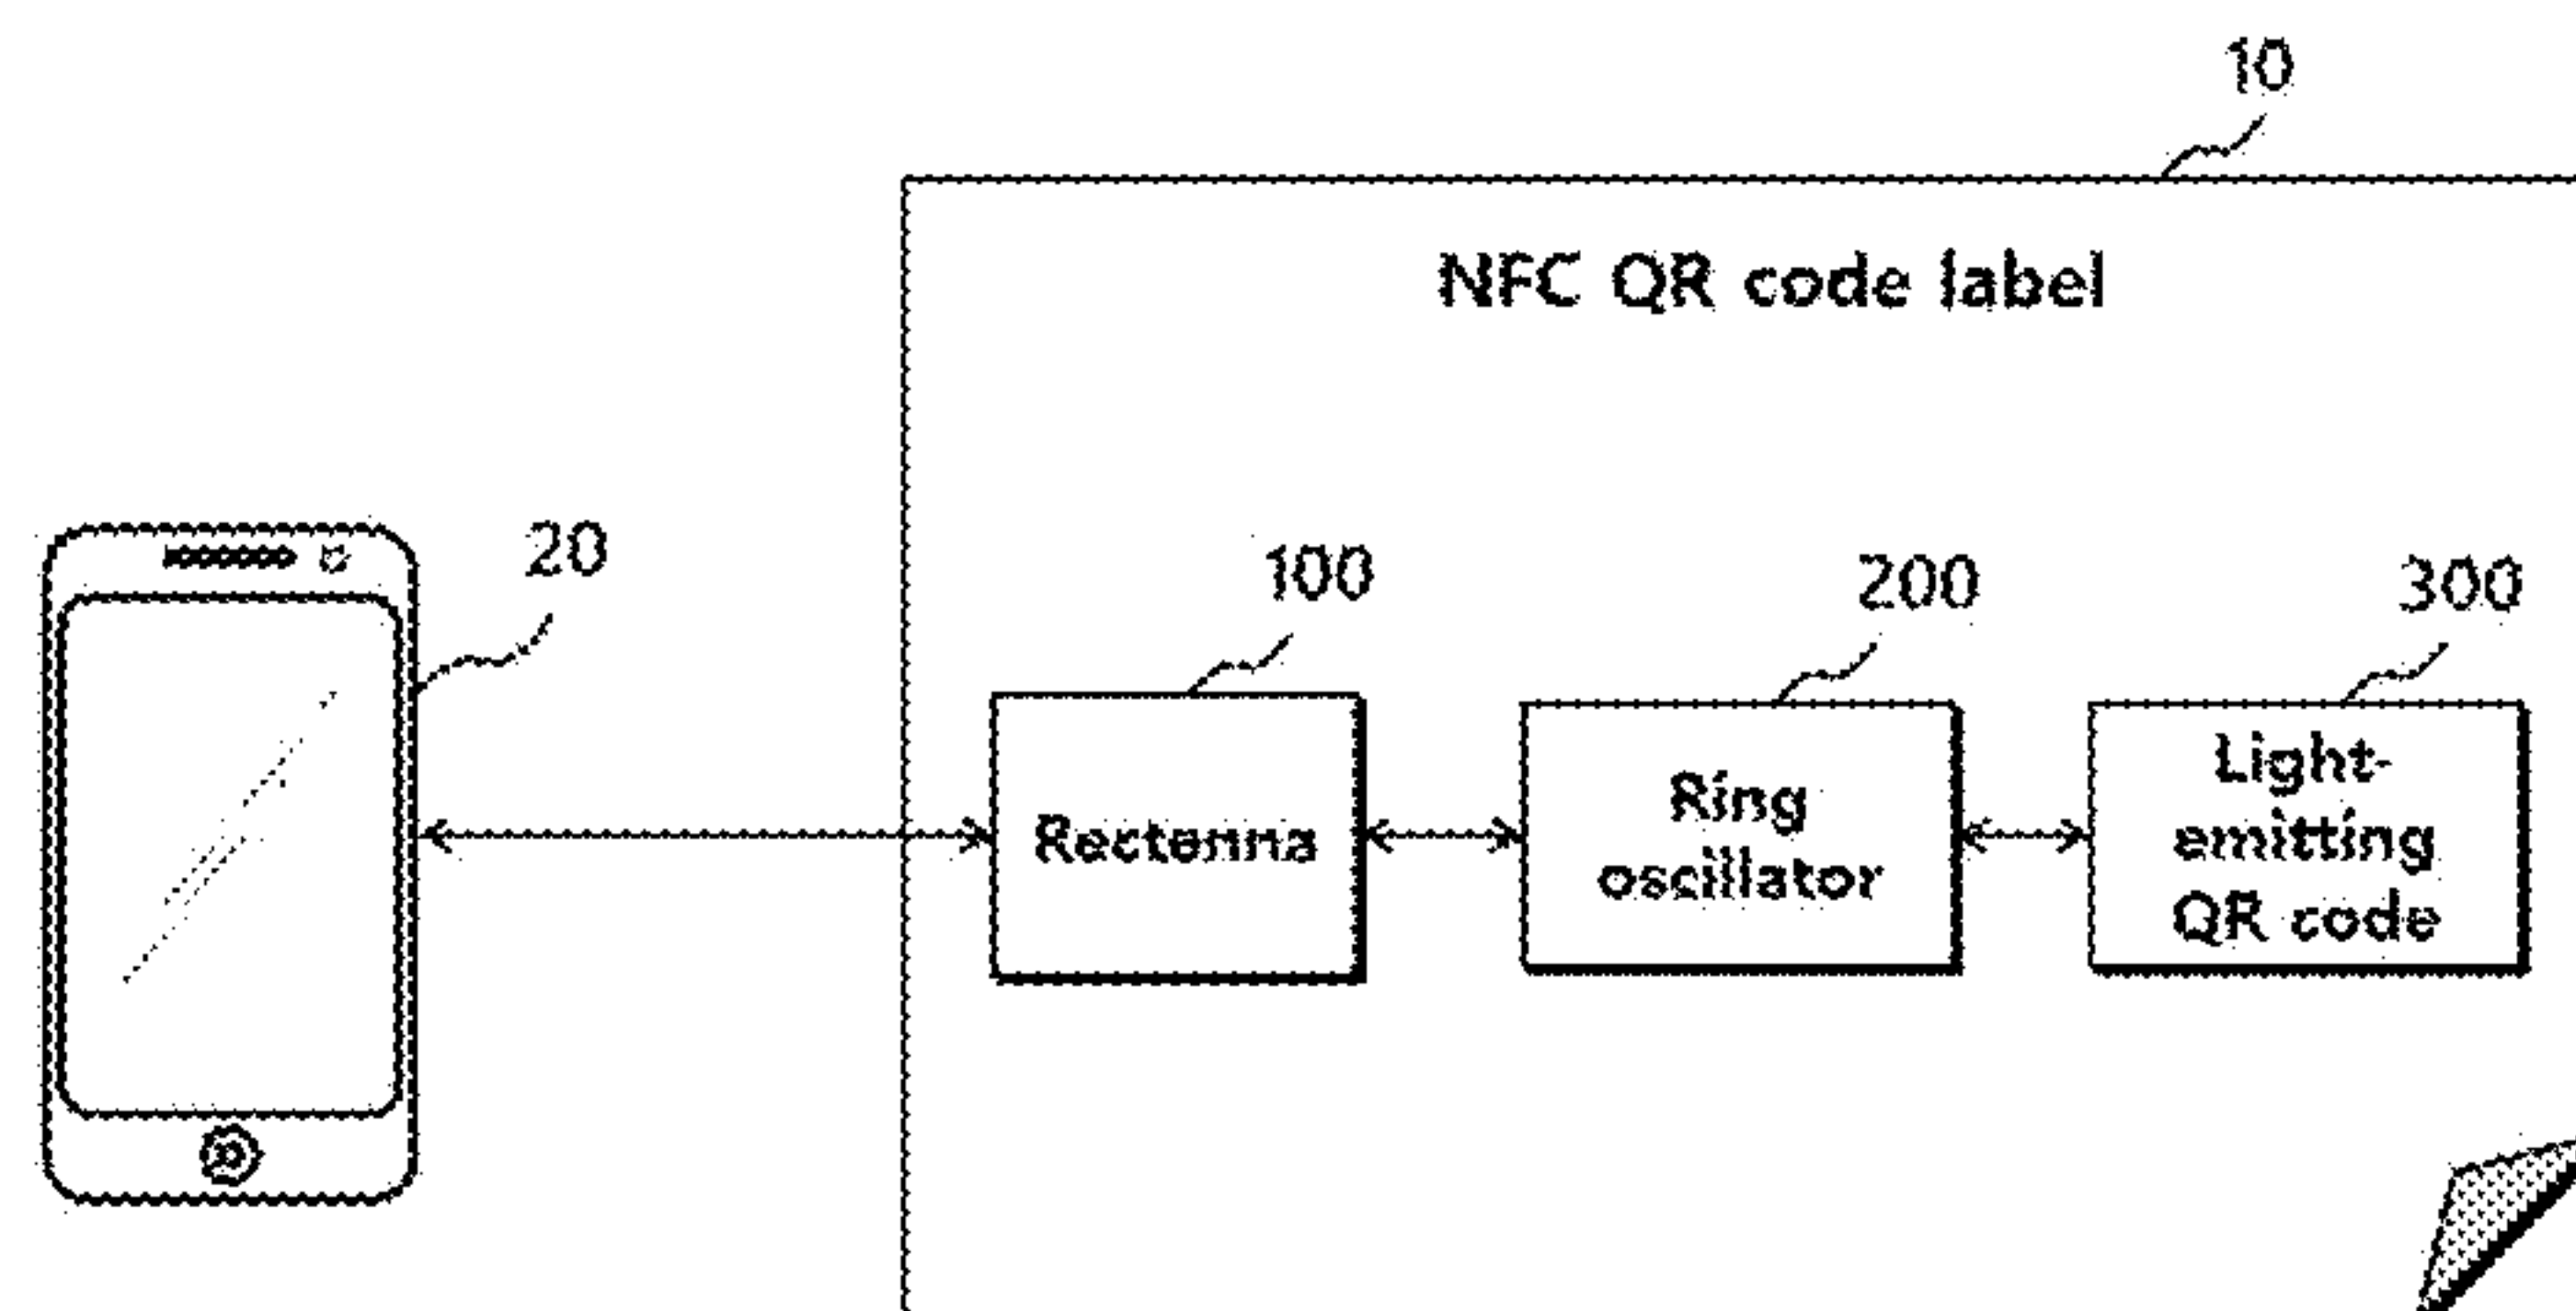 10
NFC QR code label
20
100
200
300
Rectenna
Ring
oscillator
Light-
emitting
QR code